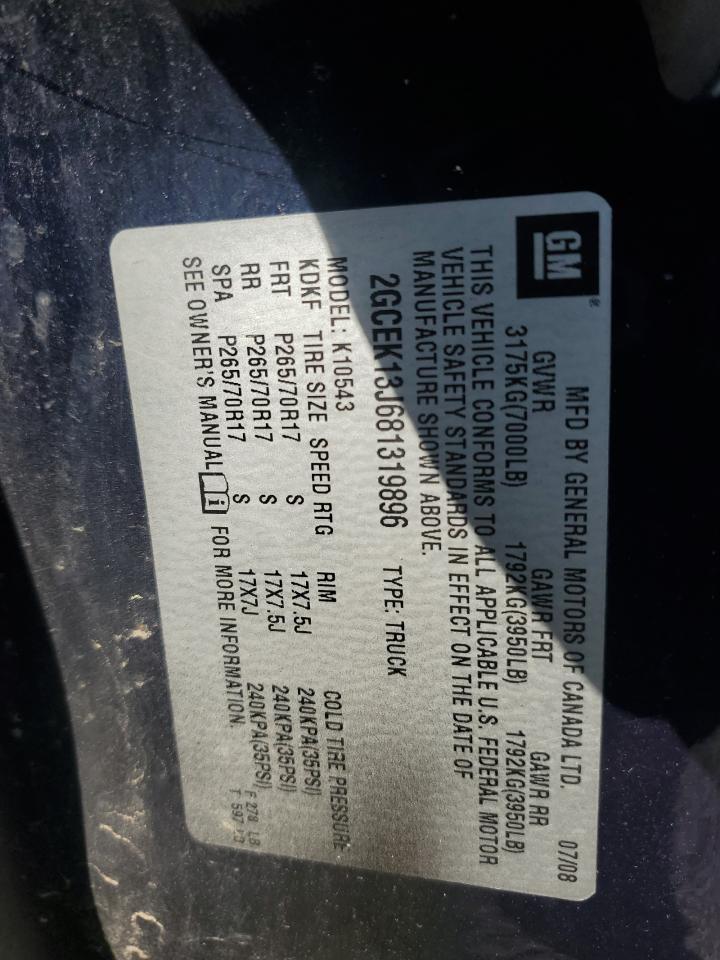 GM ®
MFD BY GENERAL MOTORS OF CANADA LTD. 07/08
GVWR GAWR FRT GAWR RR
3175KG(7000LB) 1792KG(3950LB) 1792KG(3950LB)
THIS VEHICLE CONFORMS TO ALL APPLICABLE U.S. FEDERAL MOTOR
VEHICLE SAFETY STANDARDS IN EFFECT ON THE DATE OF
MANUFACTURE SHOWN ABOVE.
2GCEK13J681319896 TYPE: TRUCK
MODEL: K10543
KDKF TIRE SIZE SPEED RTG RIM COLD TIRE PRESSURE
FRT P265/70R17 S 17X7.5J 240KPA(35PSI)
RR P265/70R17 S 17X7.5J 240KPA(35PSI)
SPA P265/70R17 S 17X7J 240KPA(35PSI)
SEE OWNER'S MANUAL i FOR MORE INFORMATION.
F 278 LB
T 597